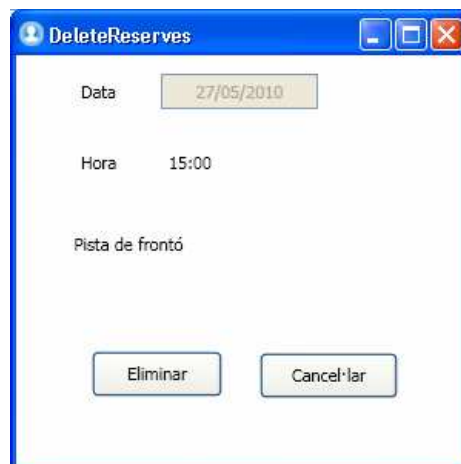 DeleteReserves
Data 27/05/2010
Hora 15:00
Pista de frontó
Eliminar Cancel·lar